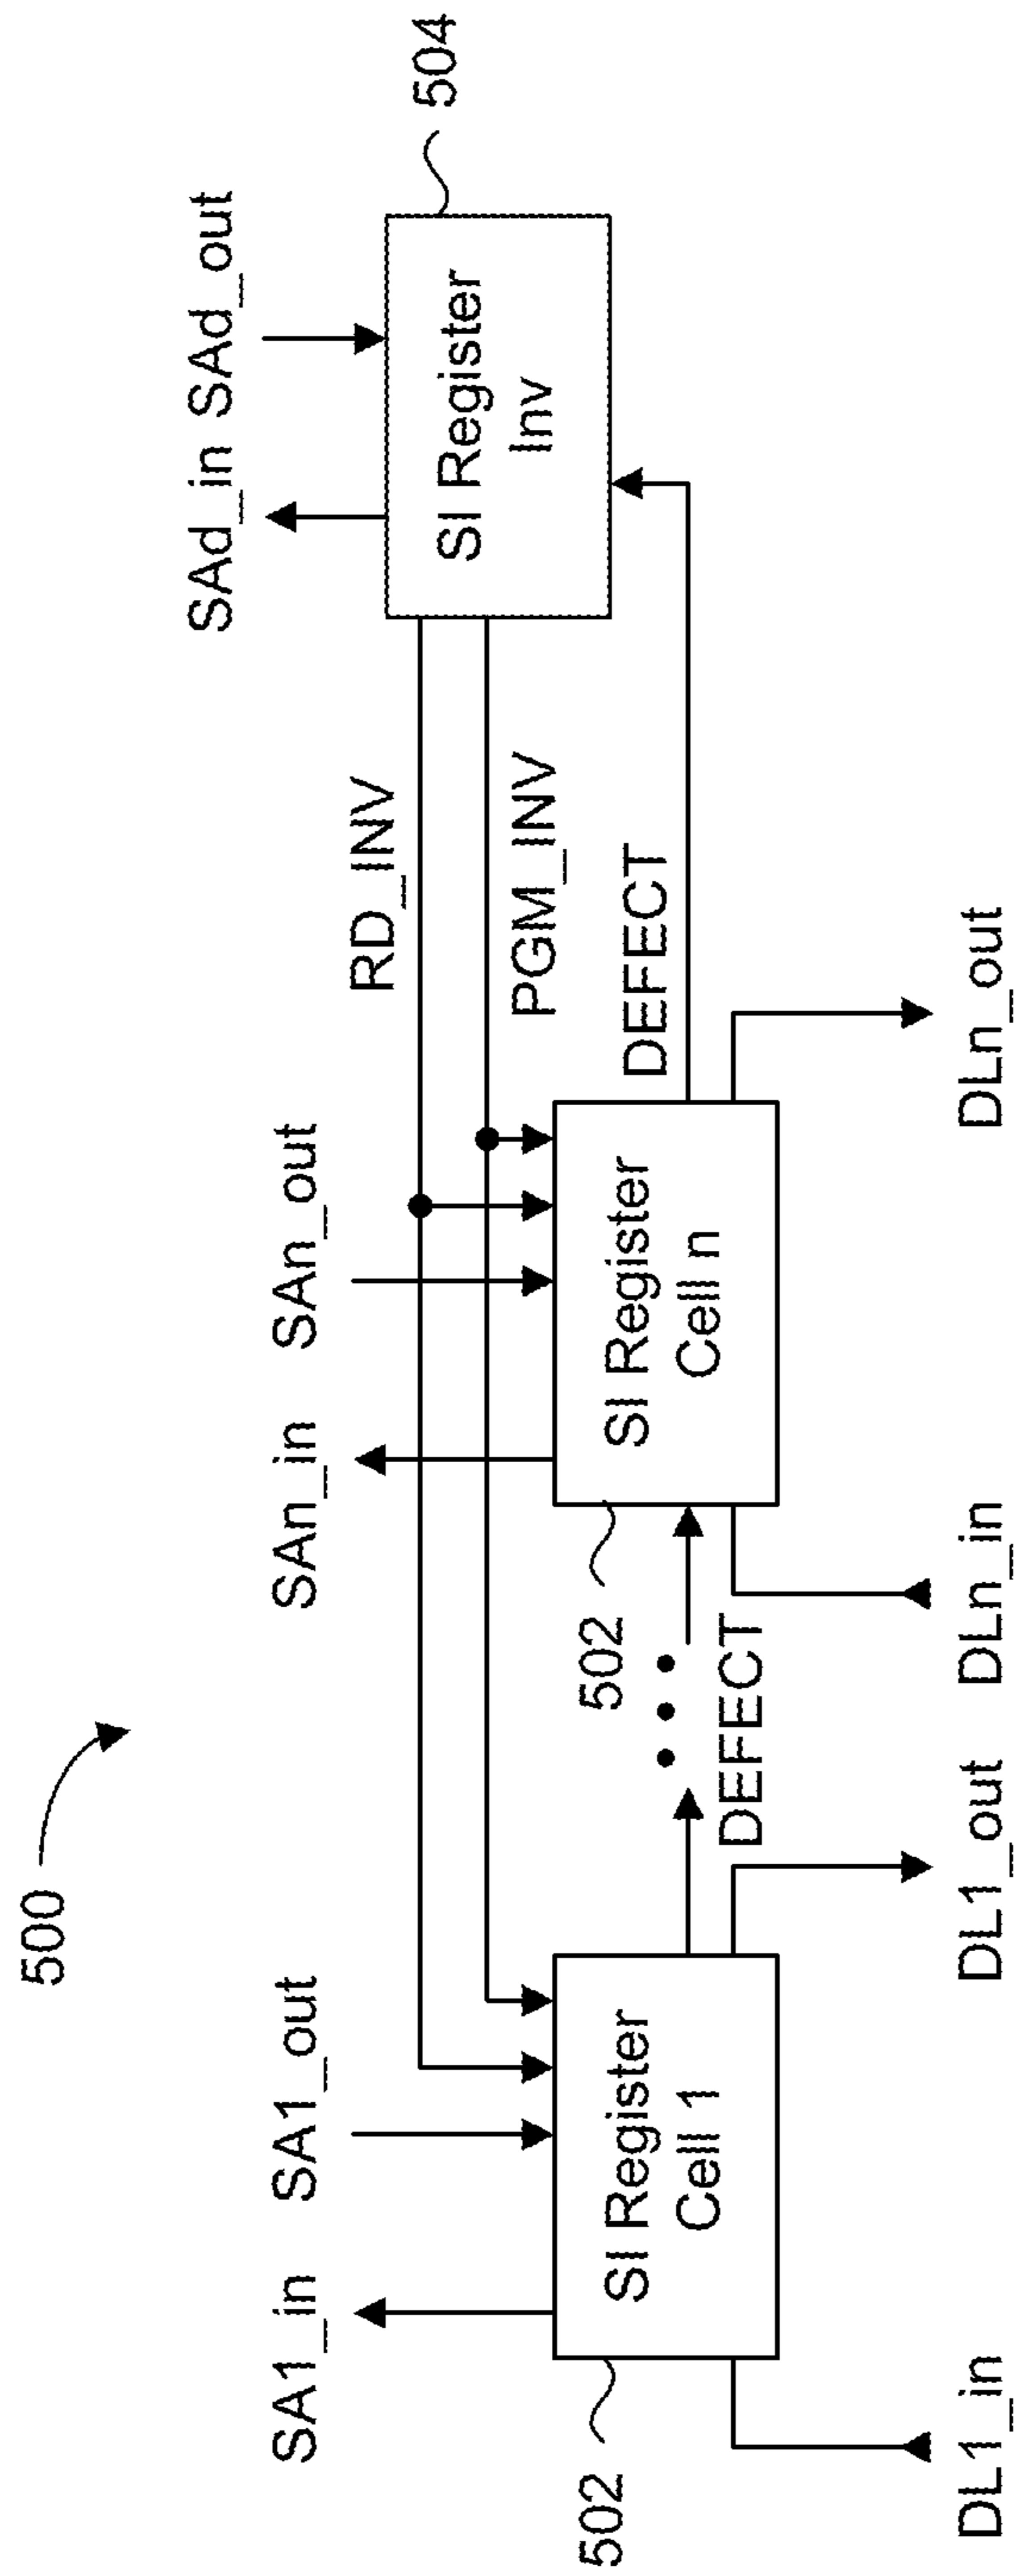 500
SA1_in SA1_out
SAn_in SAn_out
SAd_in SAd_out
504
RD_INV
PGM_INV
SI Register
Inv
502
SI Register
Cell 1
502
SI Register
Cell n
DEFECT
DEFECT
DL1_in
DL1_out
DLn_in
DLn_out